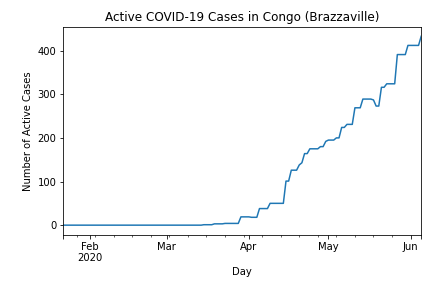 Active COVID-19 Cases in Congo (Brazzaville)
Number of Active Cases
400
300
200
100
0
Feb Mar Apr May Jun
2020
Day